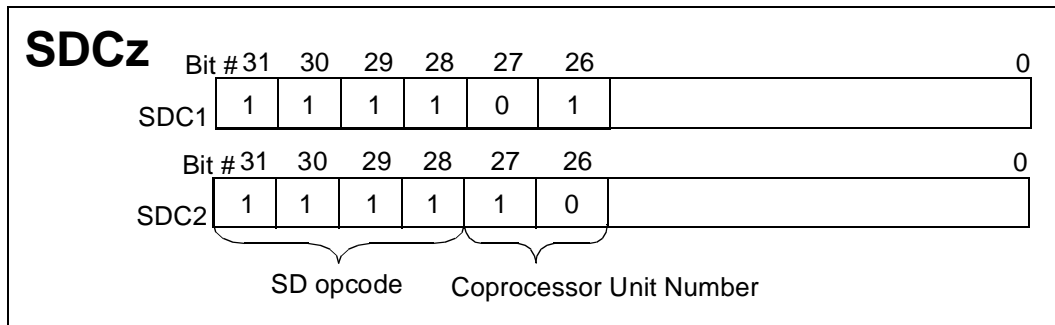 SDCz
Bit # 31 30 29 28 27 26 0
SDC1 1 1 1 1 0 1
Bit # 31 30 29 28 27 26 0
SDC2 1 1 1 1 1 0
SD opcode Coprocessor Unit Number